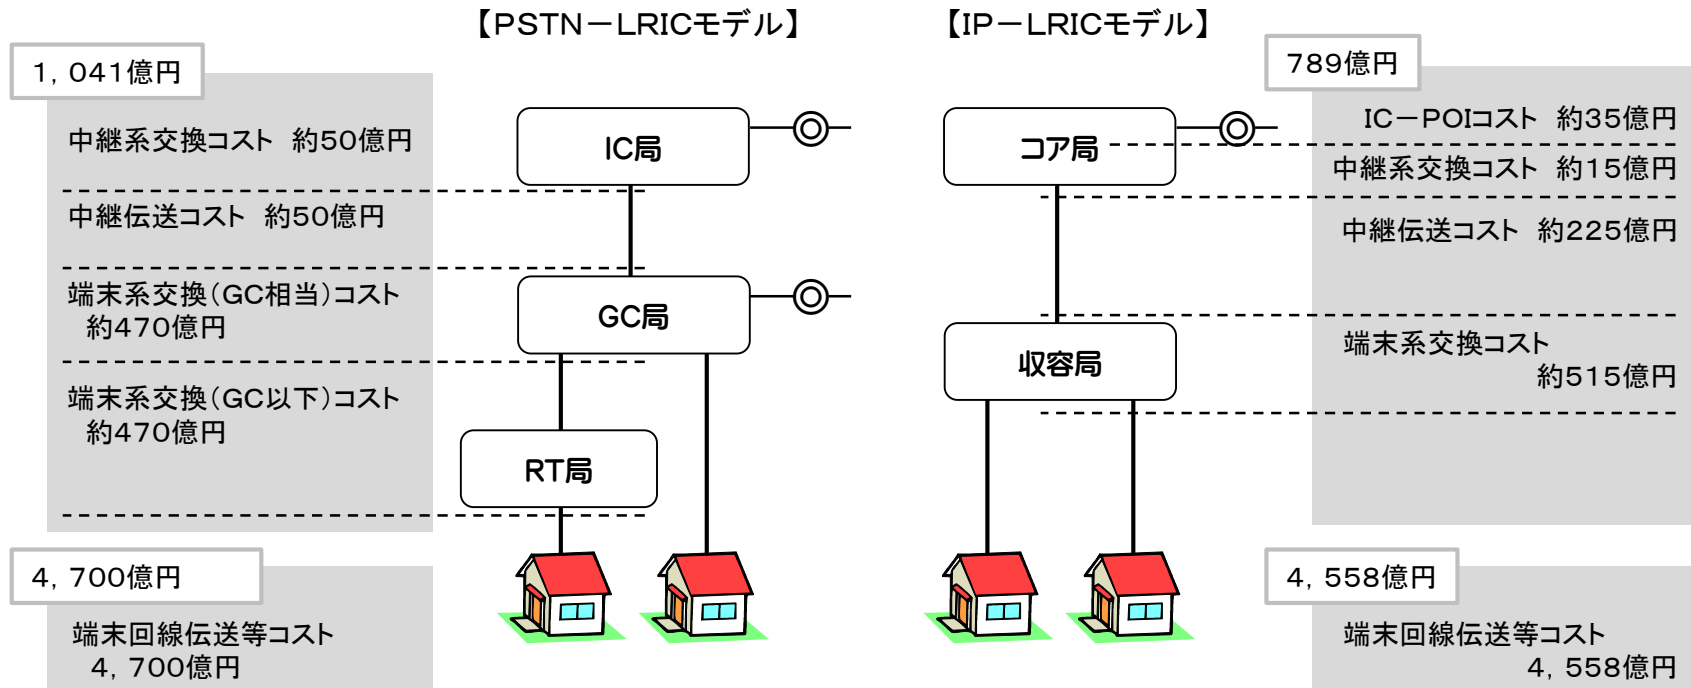 【PSTN－LRICモデル】
【IP－LRICモデル】
1，041億円
中継系交換コスト　約50億円
中継伝送コスト　約50億円
端末系交換（GC相当）コスト
約470億円
端末系交換（GC以下）コスト
約470億円
4，700億円
端末回線伝送等コスト
4，700億円
IC局
GC局
RT局
コア局
収容局
789億円
IC－POIコスト　約35億円
中継系交換コスト　約15億円
中継伝送コスト　約225億円
端末系交換コスト
約515億円
4，558億円
端末回線伝送等コスト
4，558億円